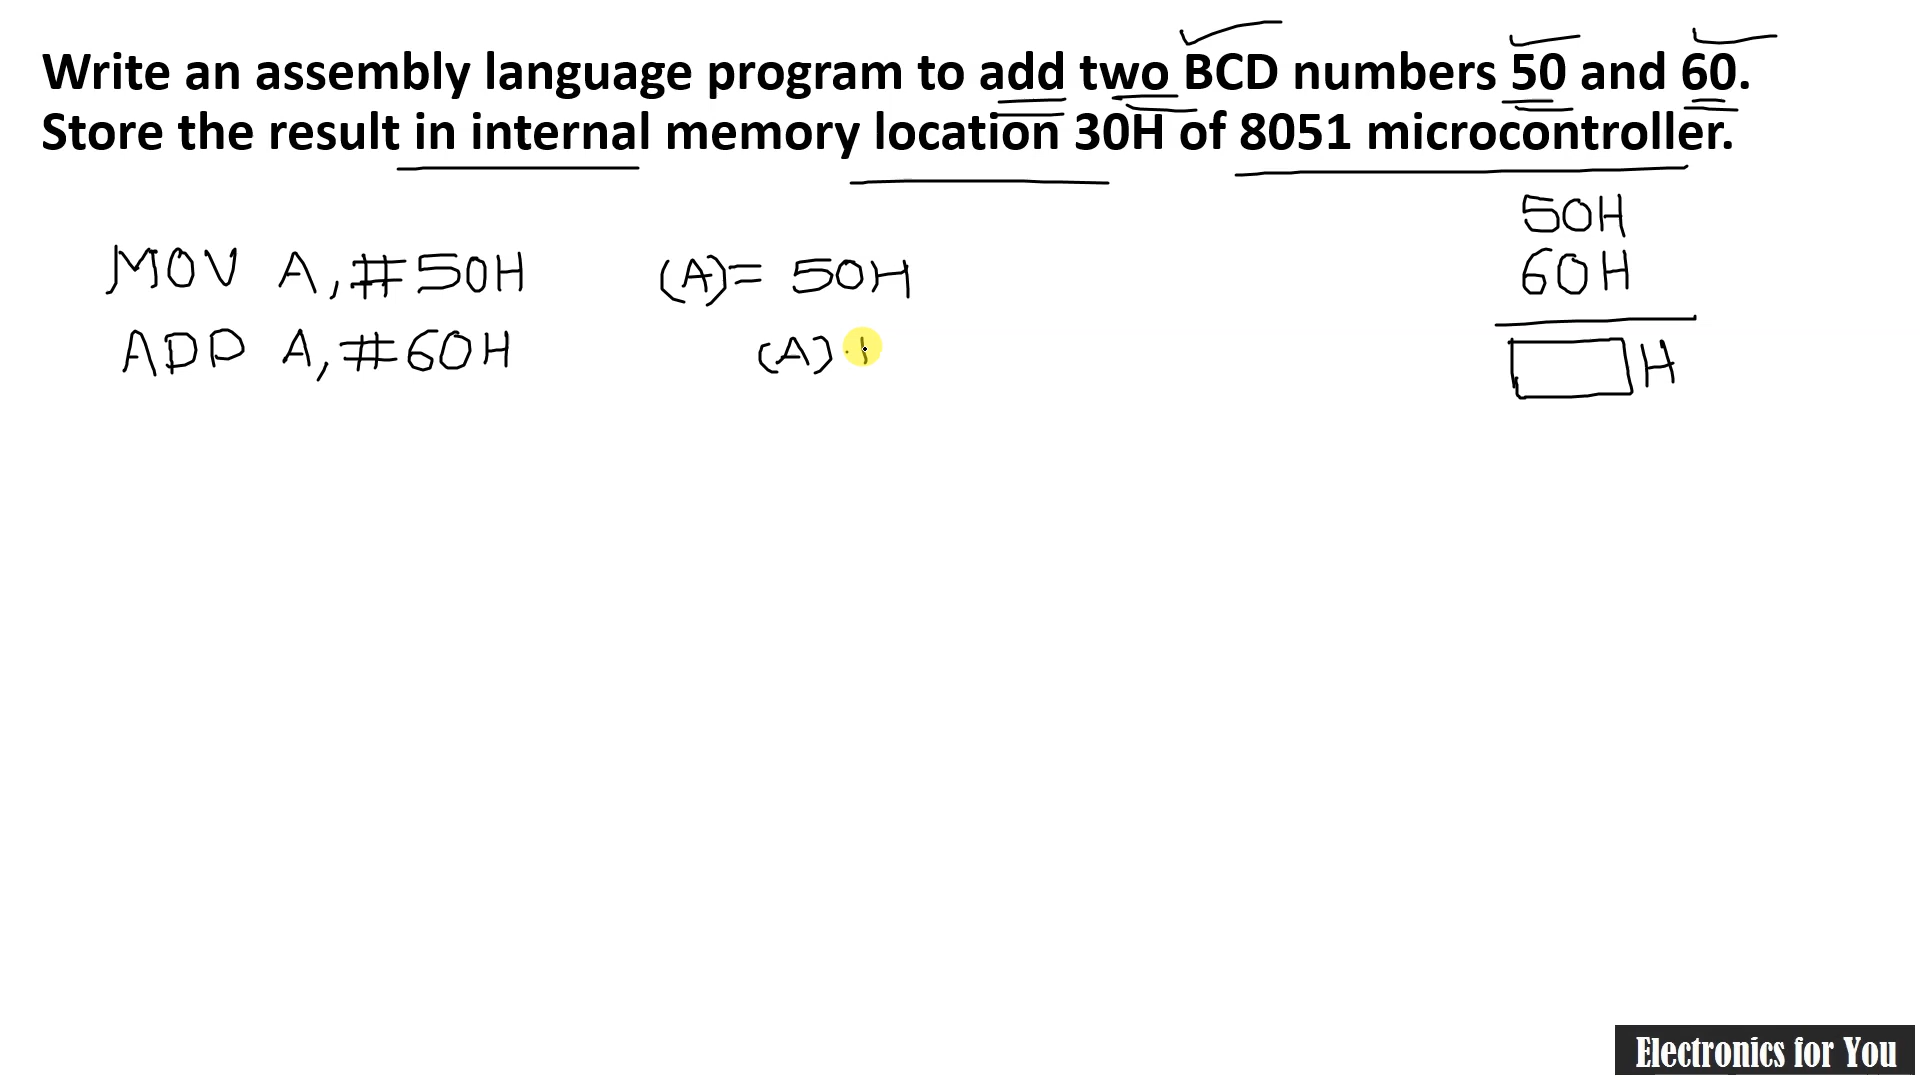 Write an assembly language program to add two BCD numbers 50 and 60.
Store the result in internal memory location 30H of 8051 microcontroller.
50H
MOV A, #50H (A)= 50H 60H
ADD A, #60H (A) H
Electronics for You